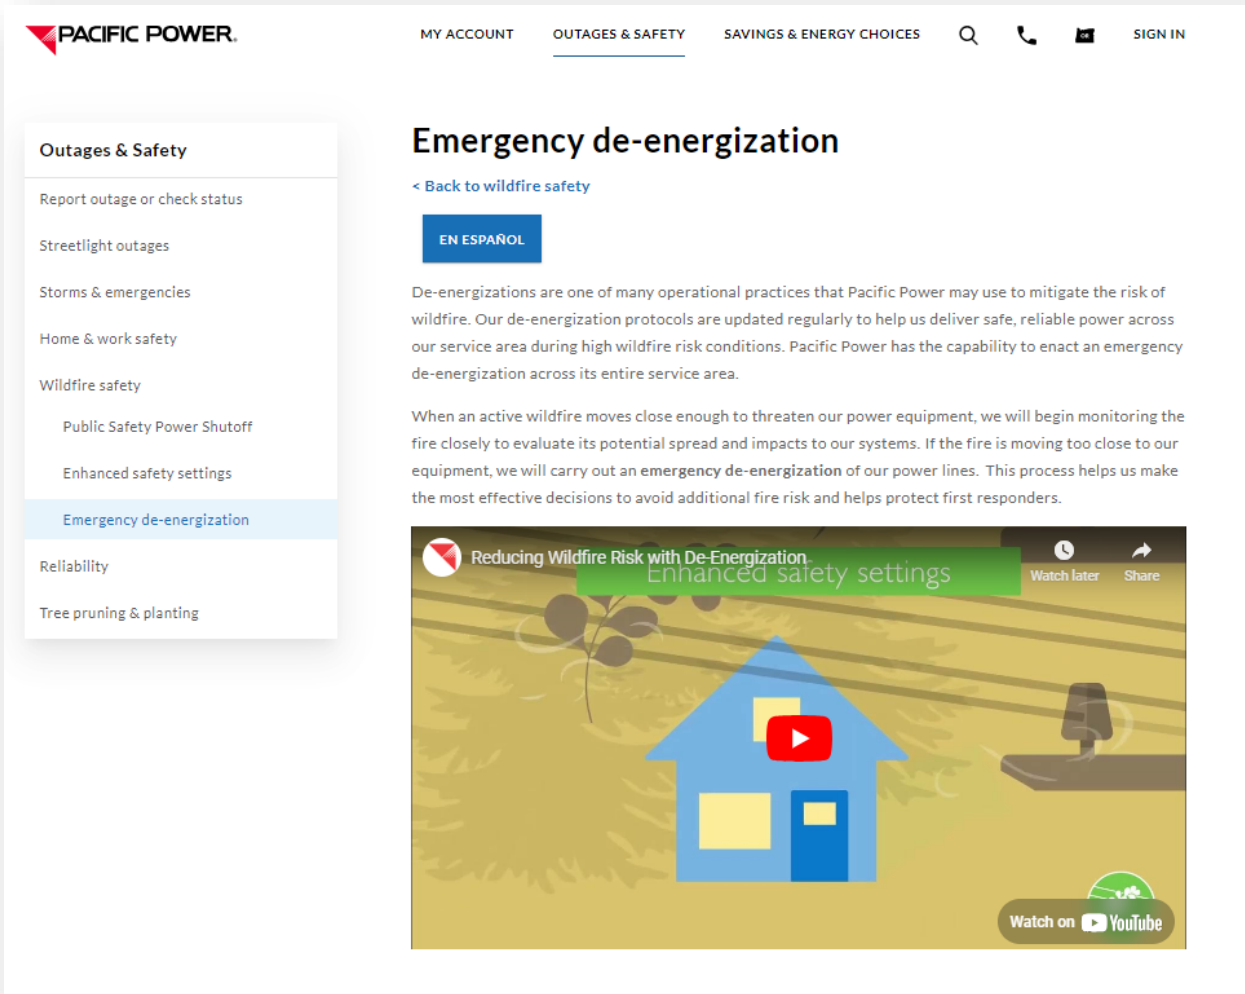 PACIFIC POWER.
MY ACCOUNT
OUTAGES & SAFETY
SAVINGS & ENERGY CHOICES
OR
SIGN IN
Outages & Safety
Report outage or check status
Streetlight outages
Storms & emergencies
Home & work safety
Wildfire safety
Public Safety Power Shutoff
Enhanced safety settings
Emergency de-energization
Reliability
Tree pruning & planting
Emergency de-energization
< Back to wildfire safety
EN ESPAÑOL
De-energizations are one of many operational practices that Pacific Power may use to mitigate the risk of
wildfire. Our de-energization protocols are updated regularly to help us deliver safe, reliable power across
our service area during high wildfire risk conditions. Pacific Power has the capability to enact an emergency
de-energization across its entire service area.
When an active wildfire moves close enough to threaten our power equipment, we will begin monitoring the
fire closely to evaluate its potential spread and impacts to our systems. If the fire is moving too close to our
equipment, we will carry out an emergency de-energization of our power lines. This process helps us make
the most effective decisions to avoid additional fire risk and helps protect first responders.
Reducing Wildfire Risk with De-Energization
Enhanced safety settings
Watch later
Share
Watch on YouTube